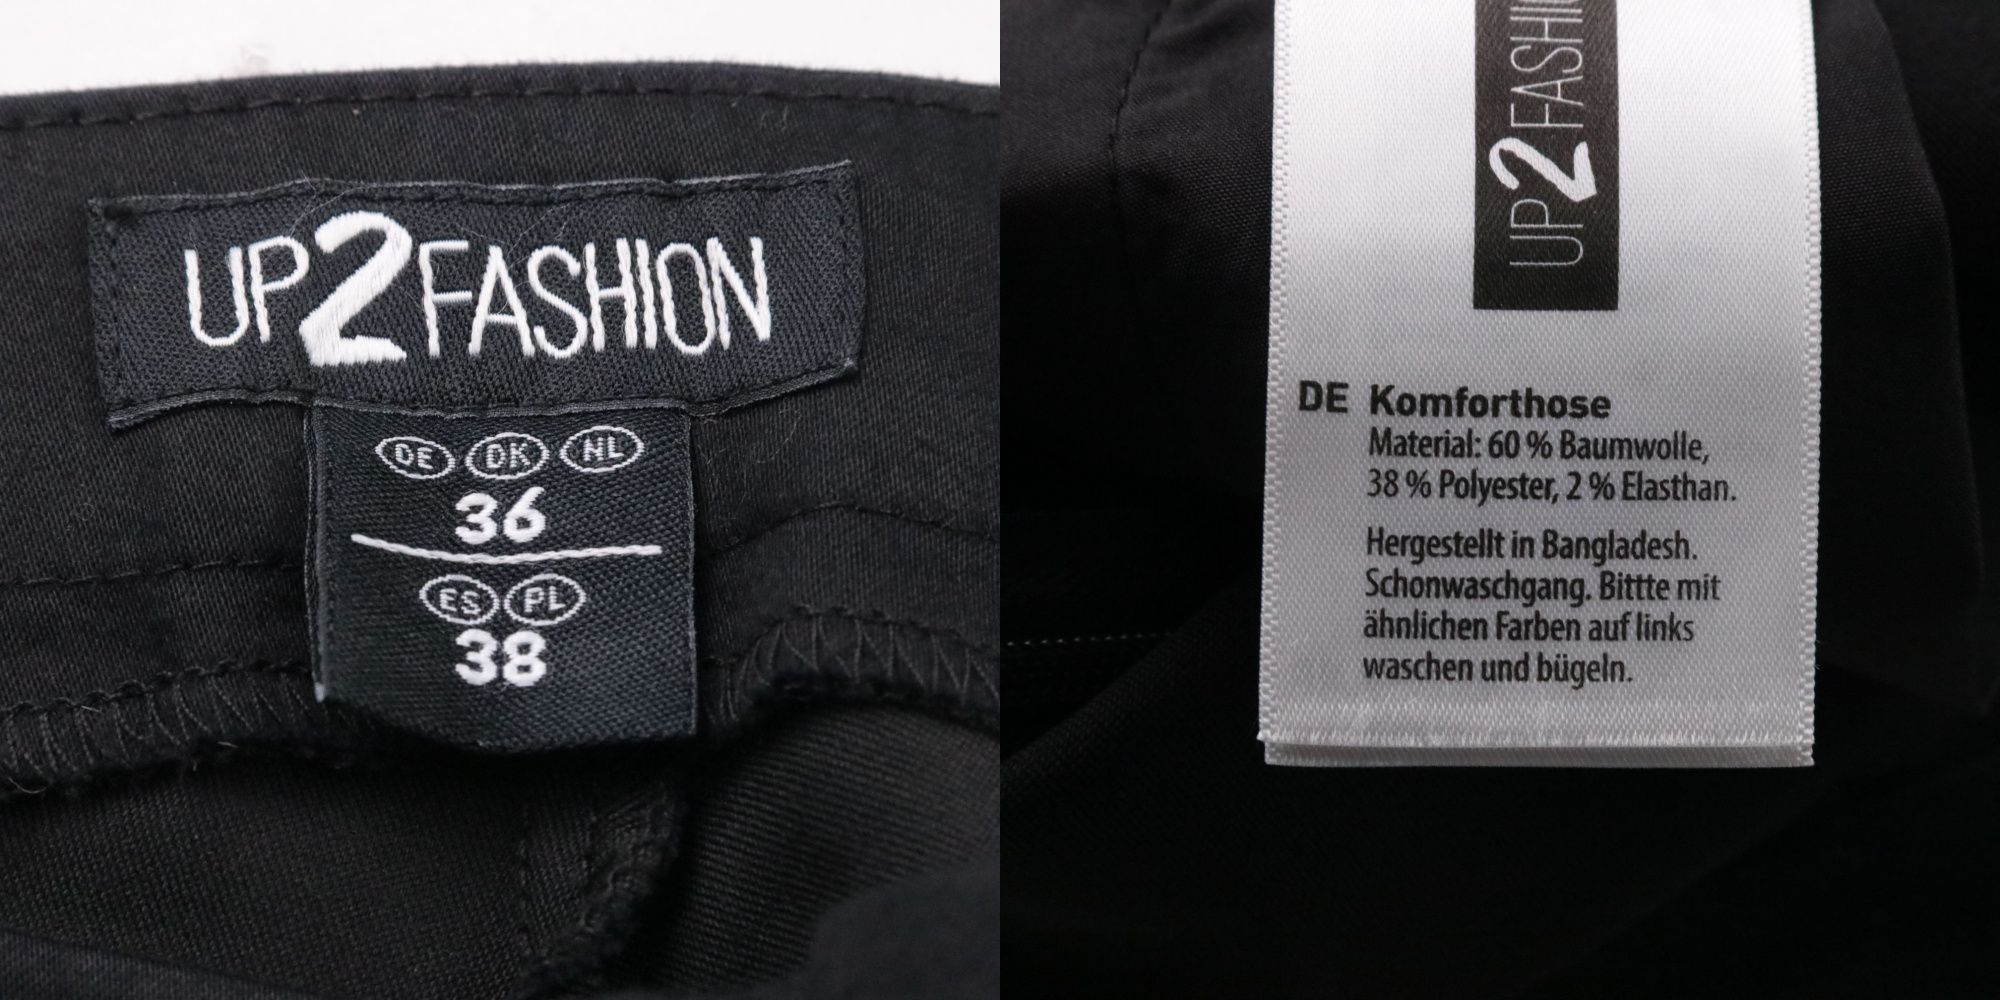 UP2FASHION
DE DK NL
36
ES PL
38
UP2FASHIO
DE Komforthose
Material: 60 % Baumwolle,
38 % Polyester, 2 % Elasthan.
Hergestellt in Bangladesh.
Schonwaschgang. Bittte mit
ähnlichen Farben auf links
waschen und bügeln.